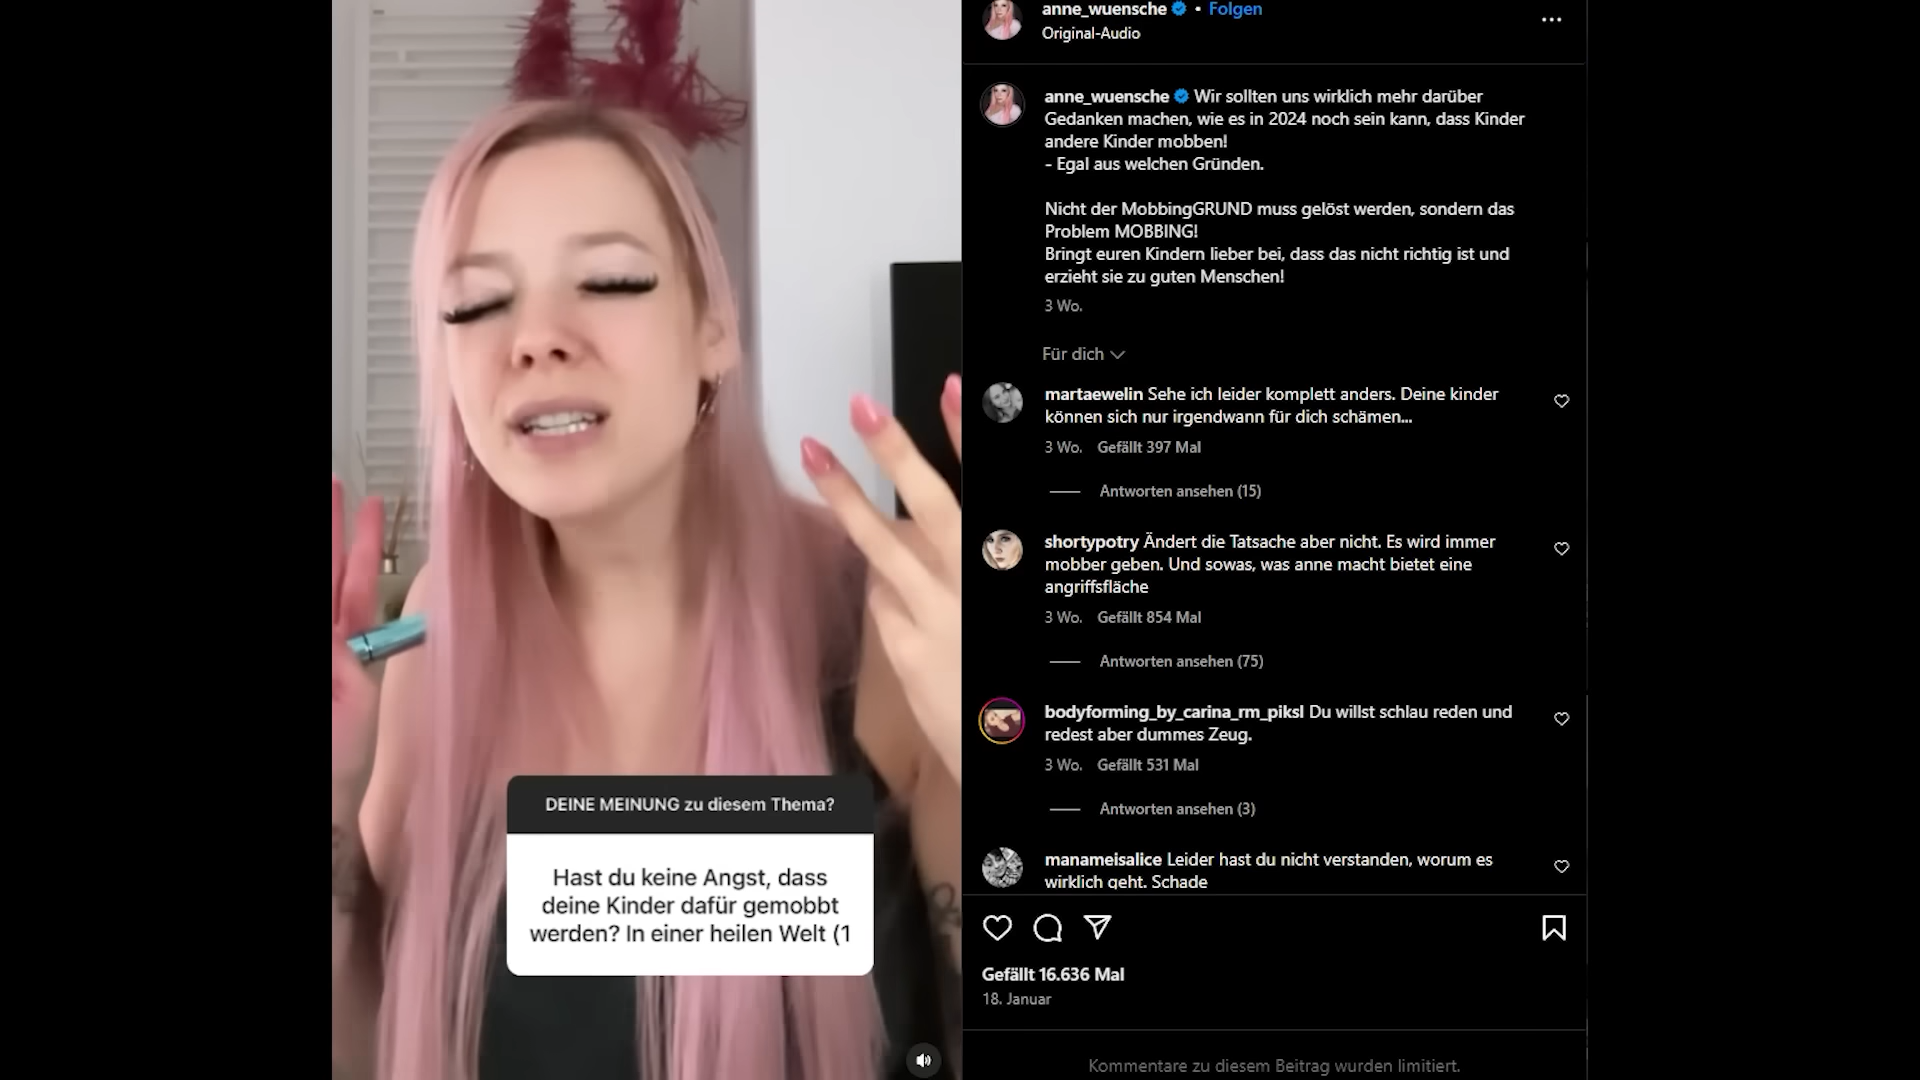 DEINE MEINUNG zu diesem Thema?
Hast du keine Angst, dass
deine Kinder dafür gemobbt
werden? In einer heilen Welt (1
anne_wuensche • Folgen
Original-Audio
anne_wuensche Wir sollten uns wirklich mehr darüber
Gedanken machen, wie es in 2024 noch sein kann, dass Kinder
andere Kinder mobben!
- Egal aus welchen Gründen.
Nicht der MobbingGRUND muss gelöst werden, sondern das
Problem MOBBING!
Bringt euren Kindern lieber bei, dass das nicht richtig ist und
erzieht sie zu guten Menschen!
3 Wo.
Für dich
martaewelin Sehe ich leider komplett anders. Deine kinder
können sich nur irgendwann für dich schämen...
3 Wo. Gefällt 397 Mal
Antworten ansehen (15)
shortypotry Ändert die Tatsache aber nicht. Es wird immer
mobber geben. Und sowas, was anne macht bietet eine
angriffsfläche
3 Wo. Gefällt 854 Mal
Antworten ansehen (75)
bodyforming_by_carina_rm_piksl Du willst schlau reden und
redest aber dummes Zeug.
3 Wo. Gefällt 531 Mal
Antworten ansehen (3)
manameisalice Leider hast du nicht verstanden, worum es
wirklich geht. Schade
Gefällt 16.636 Mal
18. Januar
Kommentare zu diesem Beitrag wurden limitiert.